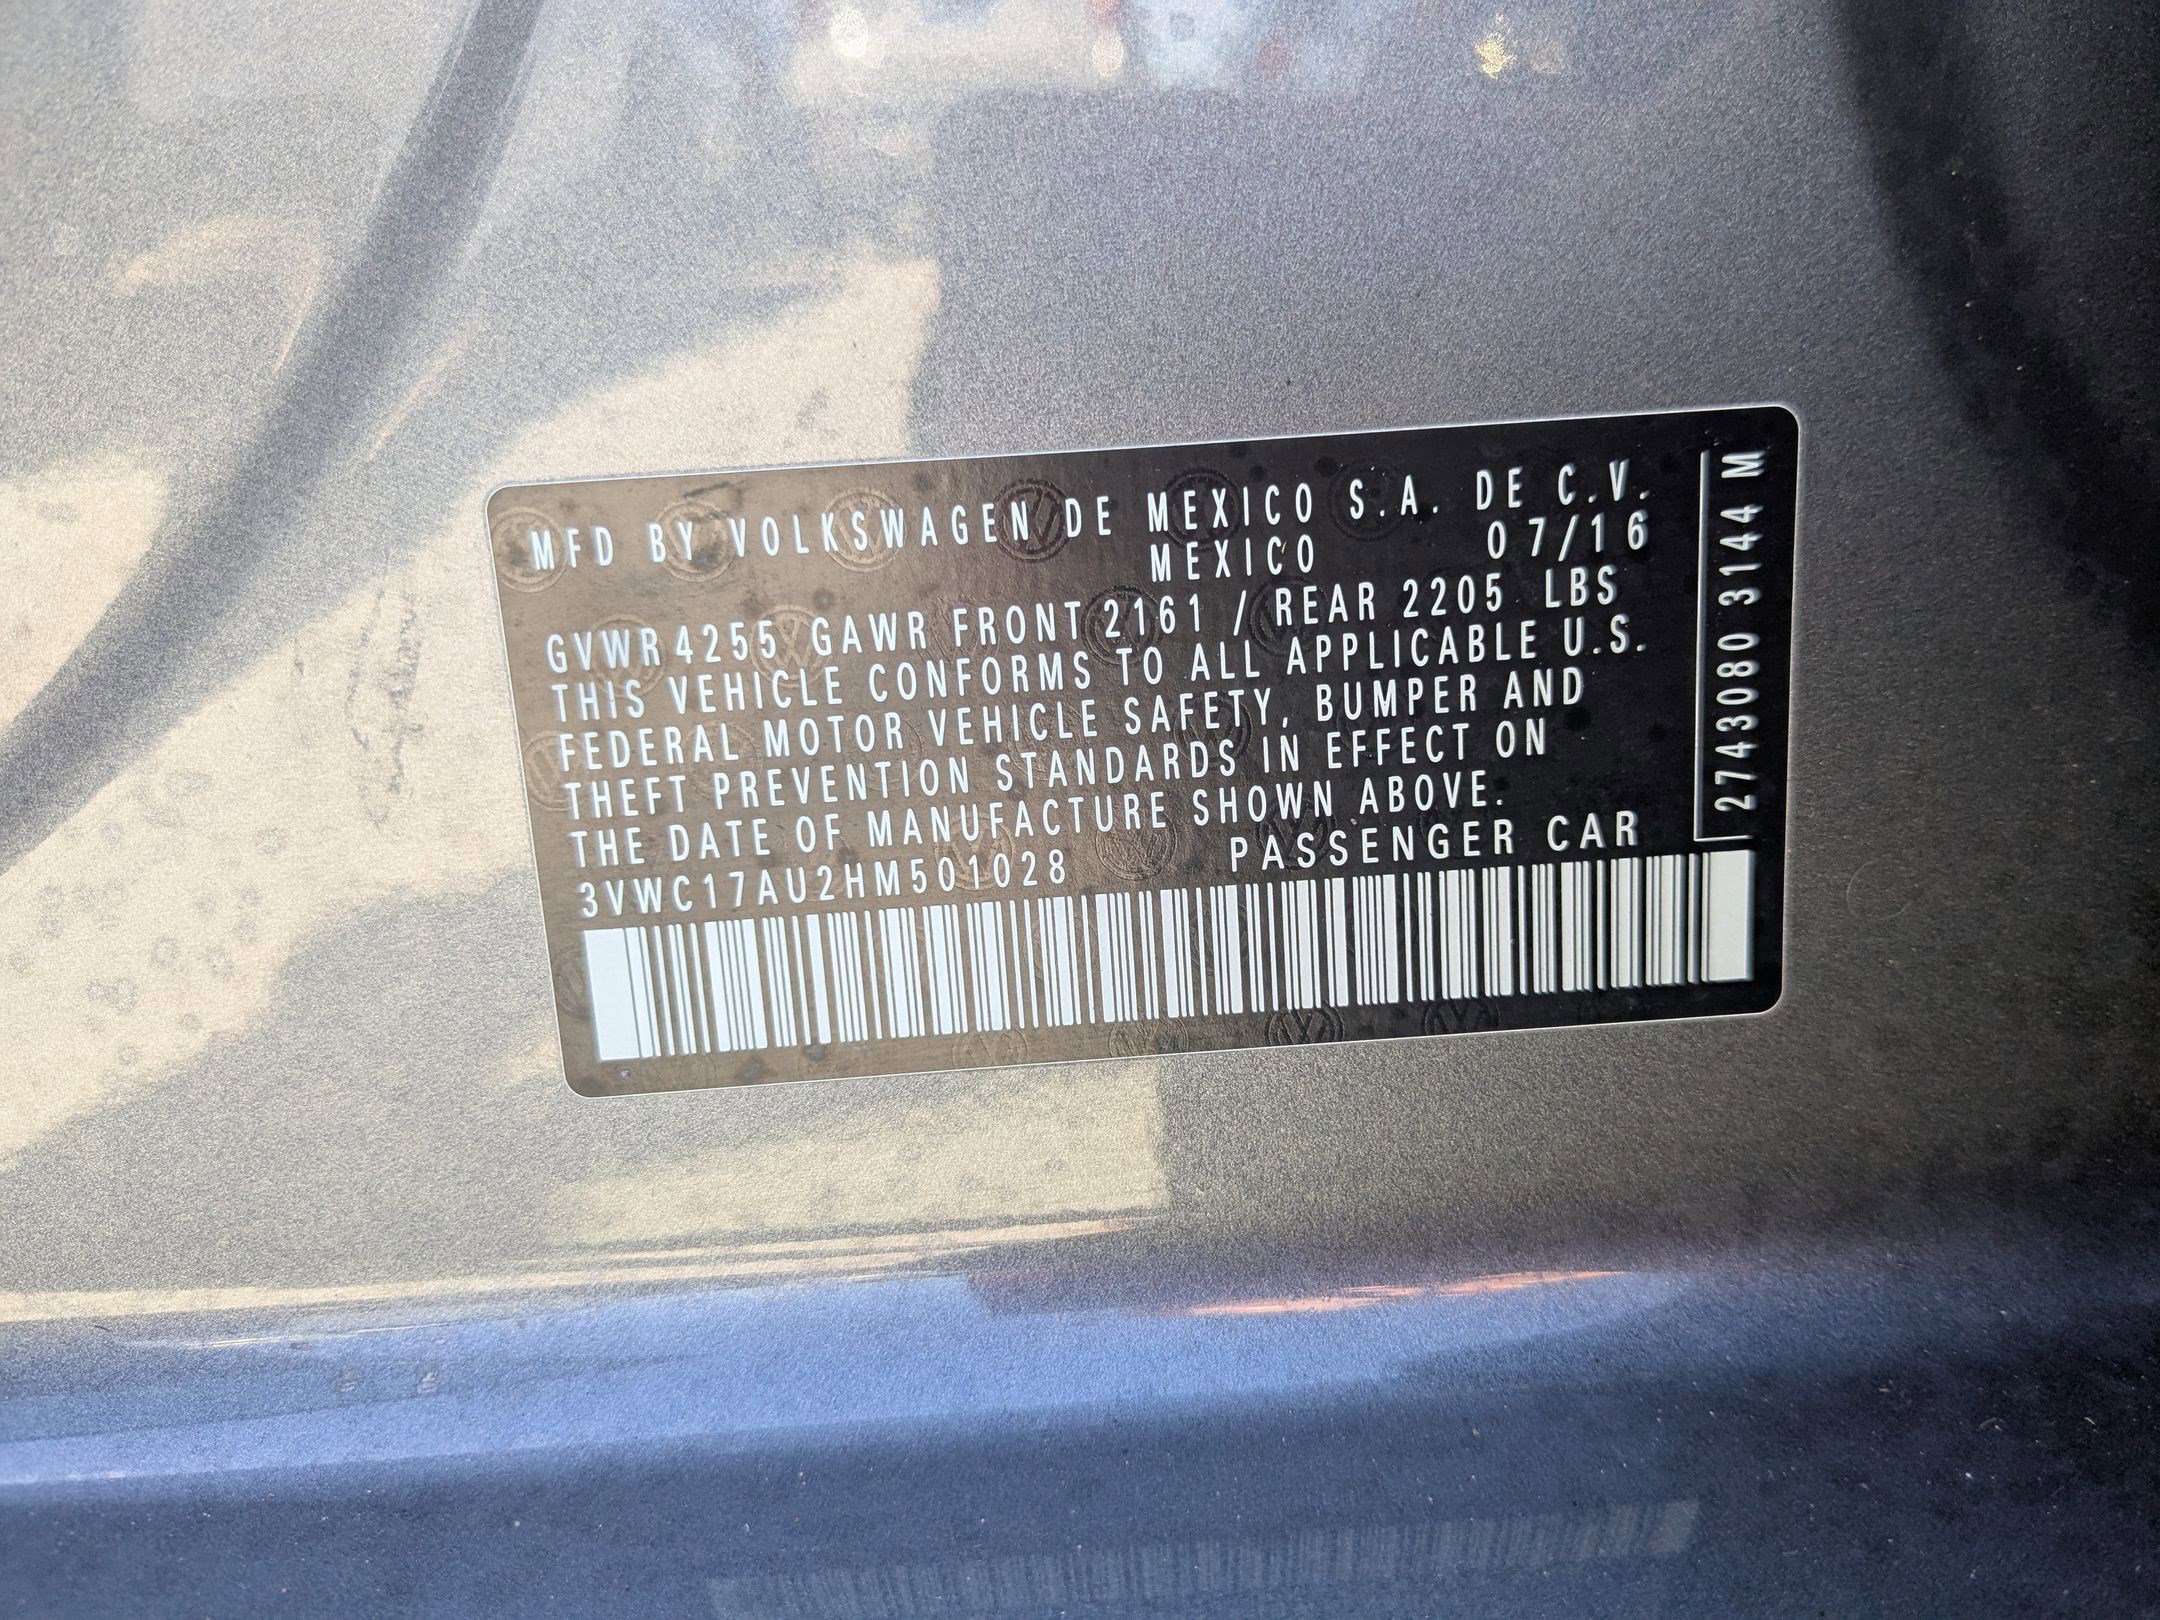 MFD BY VOLKSWAGEN DE MEXICO S.A. DE C.V.
MEXICO 07/16
GVWR 4255 GAWR FRONT 2161 / REAR 2205 LBS
THIS VEHICLE CONFORMS TO ALL APPLICABLE U.S.
FEDERAL MOTOR VEHICLE SAFETY, BUMPER AND
THEFT PREVENTION STANDARDS IN EFFECT ON
THE DATE OF MANUFACTURE SHOWN ABOVE.
3VWC17AU2HM501028 PASSENGER CAR
2743080 3144 M